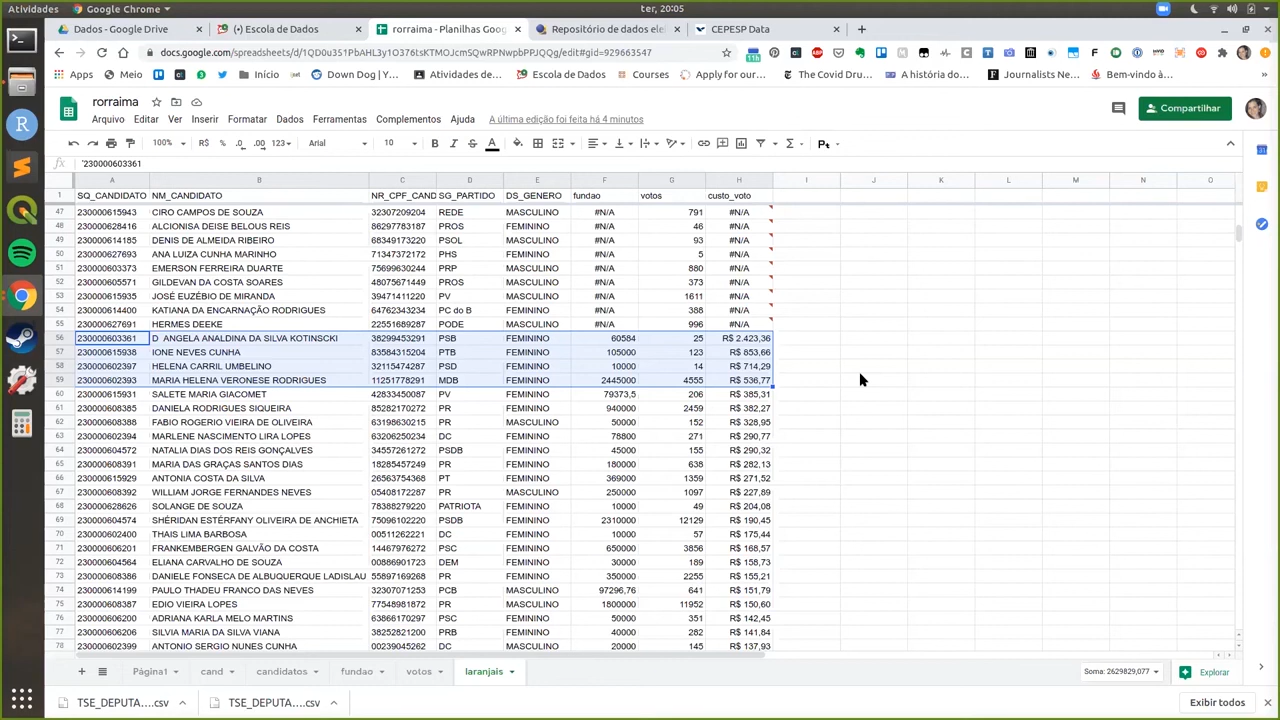 Atividades Google Chrome ter, 20:05
Dados - Google Drive × (•) Escola de Dados × rorraima - Planilhas Goog × Repositório de dados ele × CEPESP Data × +
docs.google.com/spreadsheets/d/1QD0u351PbAHL3y1O376tsKTMOJcmSQwRPNwpbPPJQQg/edit#gid=929663547
Apps Meio Início Down Dog | Y... Atividades de... Escola de Dados Courses Apply for our... The Covid Dru... A história do... Journalists Ne... Bem-vindo à... »
rorraima
Arquivo Editar Ver Inserir Formatar Dados Ferramentas Complementos Ajuda A última edição foi feita há 4 minutos
Compartilhar
100% R$ % .0 .00 123 Arial 10 B I S A Σ
fx '230000603361
A B C D E F G H I J K L M N O
1 SQ_CANDIDATO NM_CANDIDATO NR_CPF_CAND SG_PARTIDO DS_GENERO fundao votos custo_voto
47 230000615943 CIRO CAMPOS DE SOUZA 32307209204 REDE MASCULINO #N/A 791 #N/A
48 230000628416 ALCIONISA DEISE BELOUS REIS 86297783187 PROS FEMININO #N/A 46 #N/A
49 230000614185 DENIS DE ALMEIDA RIBEIRO 68349173220 PSOL MASCULINO #N/A 93 #N/A
50 230000627693 ANA LUIZA CUNHA MARINHO 71347372172 PHS FEMININO #N/A 5 #N/A
51 230000603373 EMERSON FERREIRA DUARTE 75699630244 PRP MASCULINO #N/A 880 #N/A
52 230000605571 GILDEVAN DA COSTA SOARES 48075671449 PROS MASCULINO #N/A 373 #N/A
53 230000615935 JOSÉ EUZÉBIO DE MIRANDA 39471411220 PV MASCULINO #N/A 1611 #N/A
54 230000614400 KATIANA DA ENCARNAÇÃO RODRIGUES 64762343234 PC do B FEMININO #N/A 388 #N/A
55 230000627691 HERMES DEEKE 22551689287 PODE MASCULINO #N/A 996 #N/A
56 230000603361 D ANGELA ANALDINA DA SILVA KOTINSCKI 38299453291 PSB FEMININO 60584 25 R$ 2.423,36
57 230000615938 IONE NEVES CUNHA 83584315204 PTB FEMININO 105000 123 R$ 853,66
58 230000602397 HELENA CARRIL UMBELINO 32115474287 PSD FEMININO 10000 14 R$ 714,29
59 230000602393 MARIA HELENA VERONESE RODRIGUES 11251778291 MDB FEMININO 2445000 4555 R$ 536,77
60 230000615931 SALETE MARIA GIACOMET 42833450087 PV FEMININO 79373,5 206 R$ 385,31
61 230000608385 DANIELA RODRIGUES SIQUEIRA 85282170272 PR FEMININO 940000 2459 R$ 382,27
62 230000608388 FABIO ROGERIO VIEIRA DE OLIVEIRA 63198630215 PR MASCULINO 50000 152 R$ 328,95
63 230000602394 MARLENE NASCIMENTO LIRA LOPES 63206250234 DC FEMININO 78800 271 R$ 290,77
64 230000604572 NATALIA DIAS DOS REIS GONÇALVES 34557261272 PSDB FEMININO 45000 155 R$ 290,32
65 230000608391 MARIA DAS GRAÇAS SANTOS DIAS 18285457249 PR FEMININO 180000 638 R$ 282,13
66 230000615929 ANTONIA COSTA DA SILVA 26563754368 PT FEMININO 369000 1359 R$ 271,52
67 230000608392 WILLIAM JORGE FERNANDES NEVES 05408172287 PR MASCULINO 250000 1097 R$ 227,89
68 230000628626 SOLANGE DE SOUZA 78388279220 PATRIOTA FEMININO 10000 49 R$ 204,08
69 230000604574 SHÉRIDAN ESTÉRFANY OLIVEIRA DE ANCHIETA 75096102220 PSDB FEMININO 2310000 12129 R$ 190,45
70 230000602400 THAIS LIMA BARBOSA 00511262221 DC FEMININO 10000 57 R$ 175,44
71 230000606201 FRANKEMBERGEN GALVÃO DA COSTA 14467976272 PSC MASCULINO 650000 3856 R$ 168,57
72 230000604564 ELIANA CARVALHO DE SOUZA 00886901723 DEM FEMININO 30000 189 R$ 158,73
73 230000608386 DANIELE FONSECA DE ALBUQUERQUE LADISLAU 55897169268 PR FEMININO 350000 2255 R$ 155,21
74 230000614199 PAULO THADEU FRANCO DAS NEVES 32307071253 PCB MASCULINO 97296,76 641 R$ 151,79
75 230000608387 EDIO VIEIRA LOPES 77548981872 PR MASCULINO 1800000 11952 R$ 150,60
76 230000606200 ADRIANA KARLA MELO MARTINS 63866170297 PSC FEMININO 50000 351 R$ 142,45
77 230000606206 SILVIA MARIA DA SILVA VIANA 38252821200 PRB FEMININO 40000 282 R$ 141,84
78 230000602399 ANTONIO SERGIO NUNES CUNHA 00239045262 DC MASCULINO 20000 145 R$ 137,93
+ Página1 cand candidatos fundao votos laranjais Soma: 2629829,077 Explorar
TSE_DEPUTA....csv TSE_DEPUTA....csv Exibir todos ×